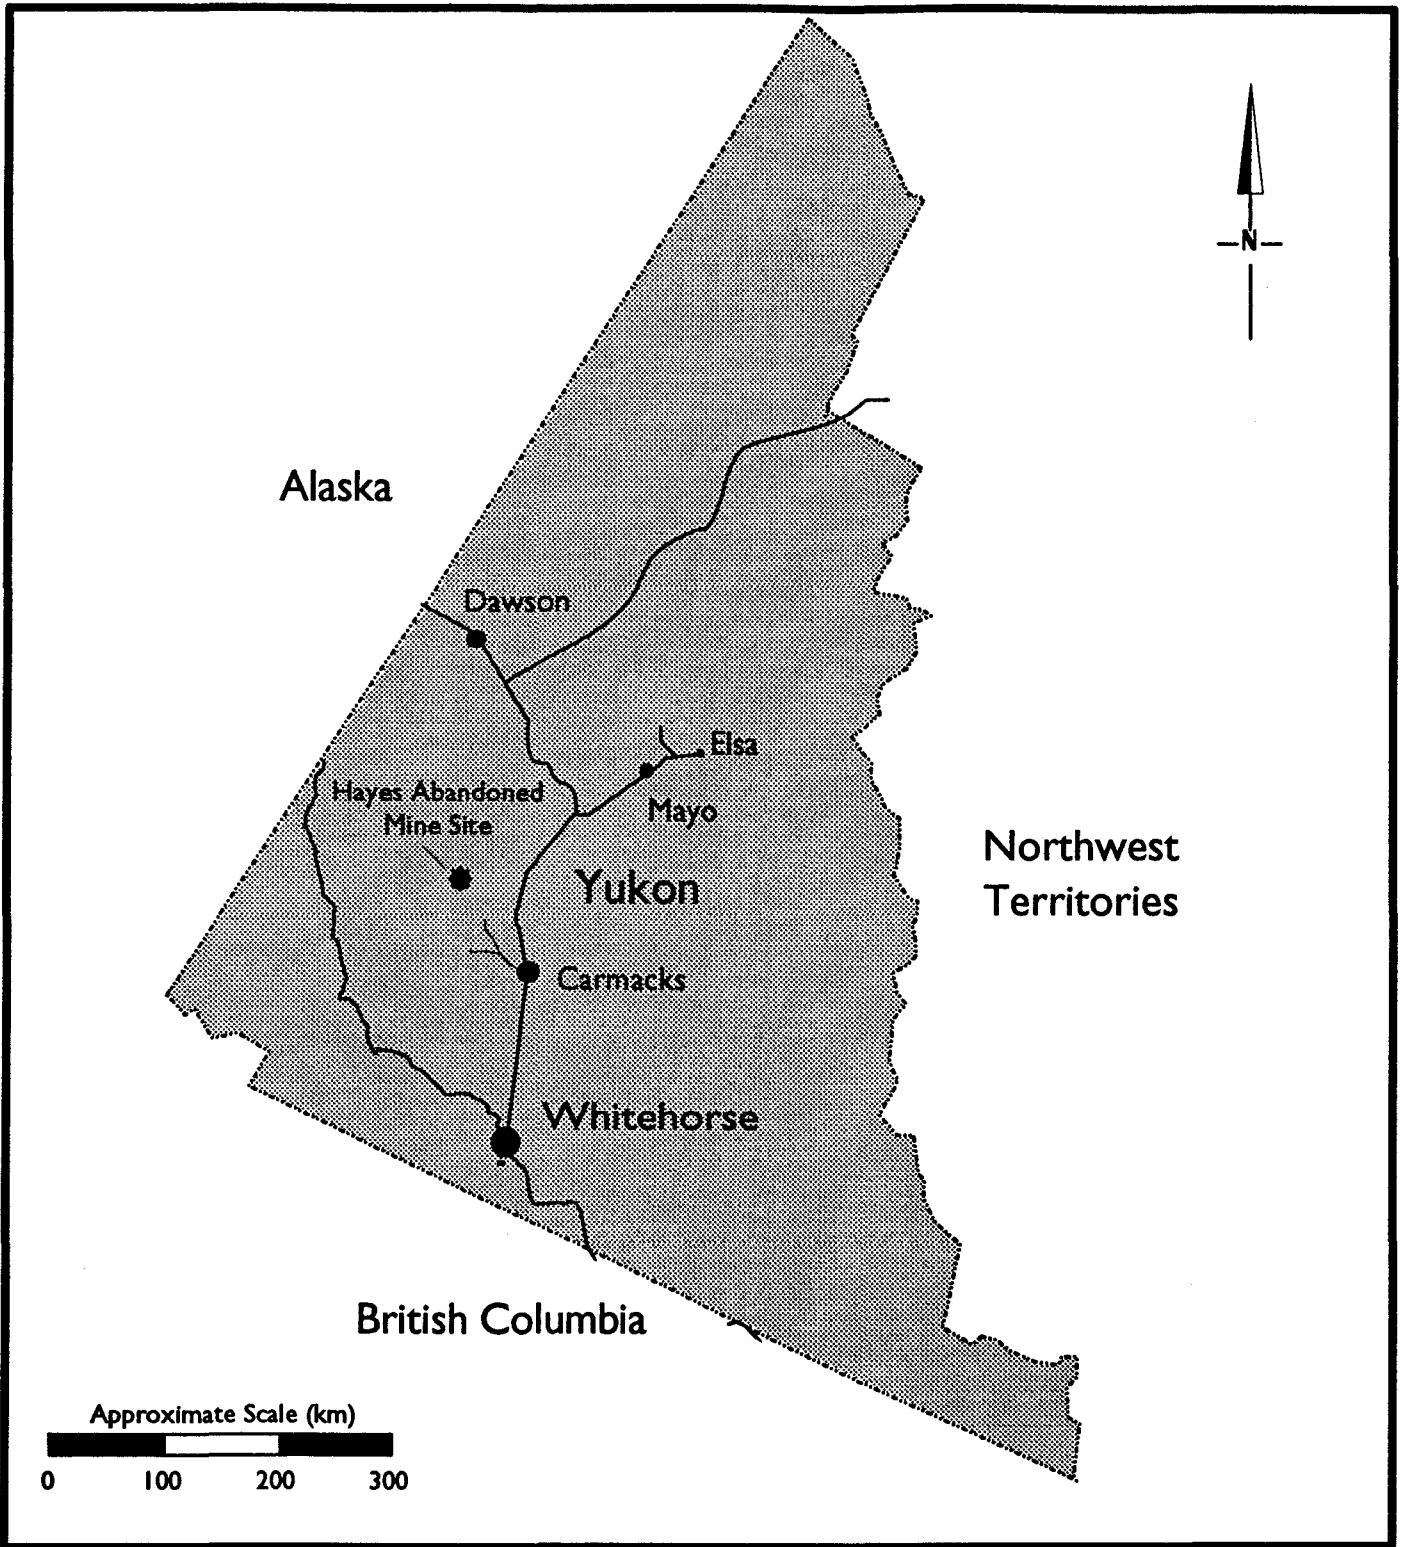 N
Alaska
Dawson
Elsa
Hayes Abandoned
Mine Site
Mayo
Northwest
Territories
Yukon
Carmacks
Whitehorse
British Columbia
Approximate Scale (km)
0 100 200 300